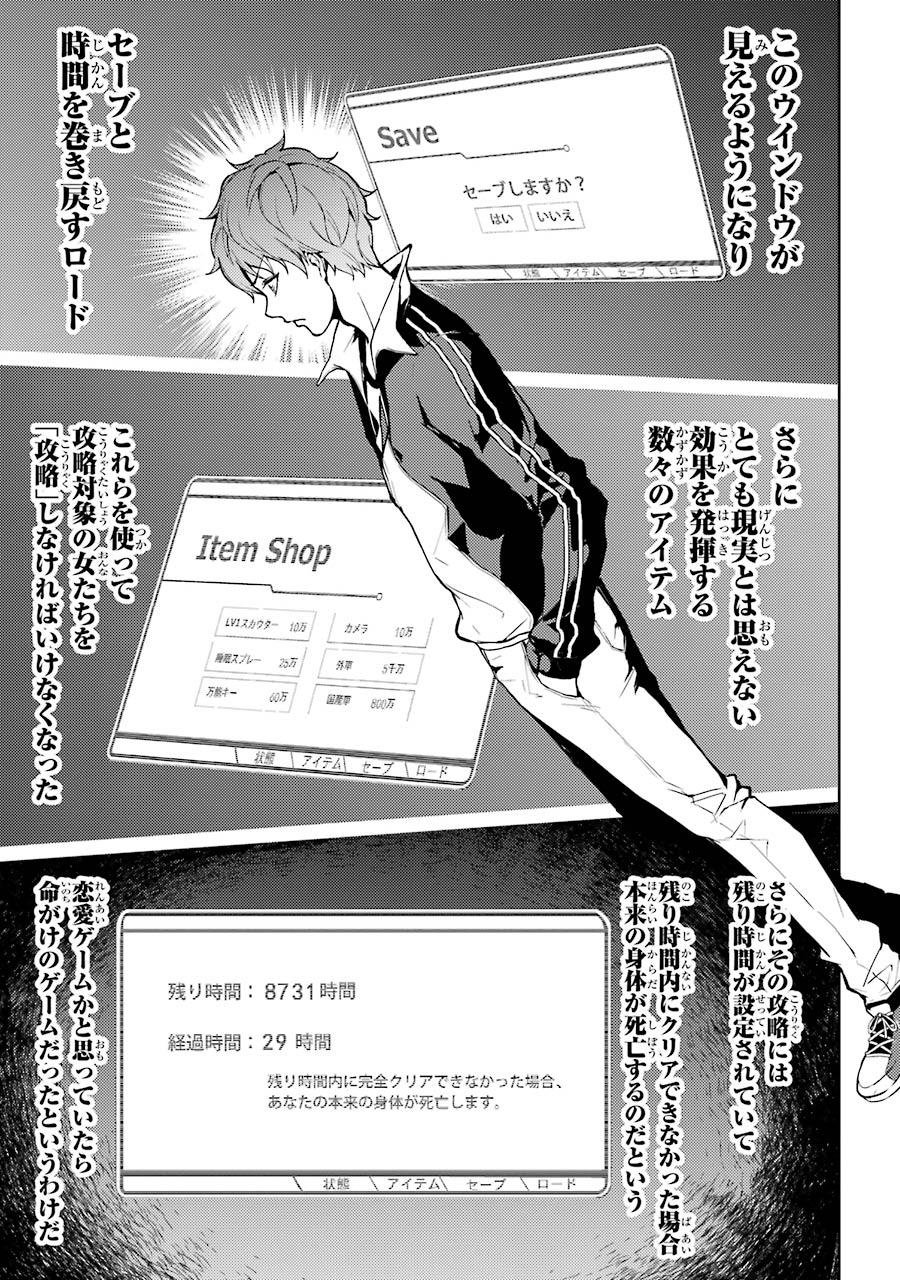 このウインドウが
見えるようになり
Save
セーブしますか？
はい いいえ
状態 アイテム セーブ ロード
セーブと
時間を巻き戻すロード
さらに
とても現実とは思えない
効果を発揮する
数々のアイテム
Item Shop
LV1スカウター 10万 カメラ 10万
睡眠スプレー 25万 外車 5千万
万能キー 60万 国産車 800万
状態 アイテム セーブ ロード
これらを使って
攻略対象の女たちを
「攻略」しなければいけなくなった
さらにその攻略には
残り時間が設定されていて
残り時間内にクリアできなかった場合
本来の身体が死亡するのだという
残り時間：8731時間
経過時間：29時間
残り時間内に完全クリアできなかった場合、
あなたの本来の身体が死亡します。
状態 アイテム セーブ ロード
恋愛ゲームかと思っていたら
命がけのゲームだったというわけだ